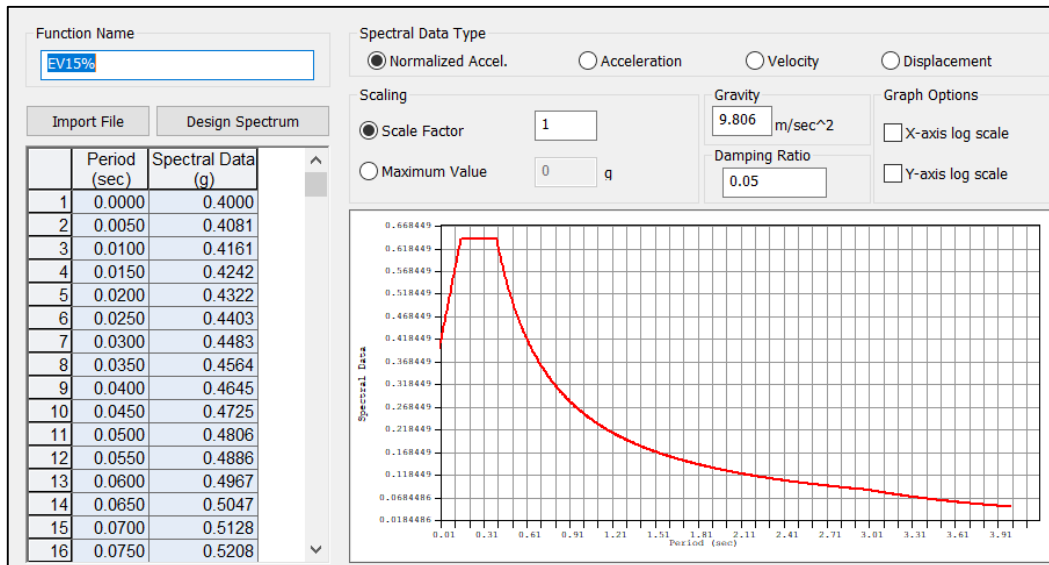 Function Name
EV15%
Import File
Design Spectrum
Period (sec) Spectral Data (g)
1 0.0000 0.4000
2 0.0050 0.4081
3 0.0100 0.4161
4 0.0150 0.4242
5 0.0200 0.4322
6 0.0250 0.4403
7 0.0300 0.4483
8 0.0350 0.4564
9 0.0400 0.4645
10 0.0450 0.4725
11 0.0500 0.4806
12 0.0550 0.4886
13 0.0600 0.4967
14 0.0650 0.5047
15 0.0700 0.5128
16 0.0750 0.5208
Spectral Data Type
Normalized Accel. Acceleration Velocity Displacement
Scaling
Scale Factor 1
Maximum Value 0 g
Gravity
9.806 m/sec^2
Damping Ratio
0.05
Graph Options
X-axis log scale
Y-axis log scale
Spectral Data
0.668449
0.618449
0.568449
0.518449
0.468449
0.418449
0.368449
0.318449
0.268449
0.218449
0.168449
0.118449
0.0684486
0.0184486
0.01 0.31 0.61 0.91 1.21 1.51 1.81 2.11 2.41 2.71 3.01 3.31 3.61 3.91
Period (sec)